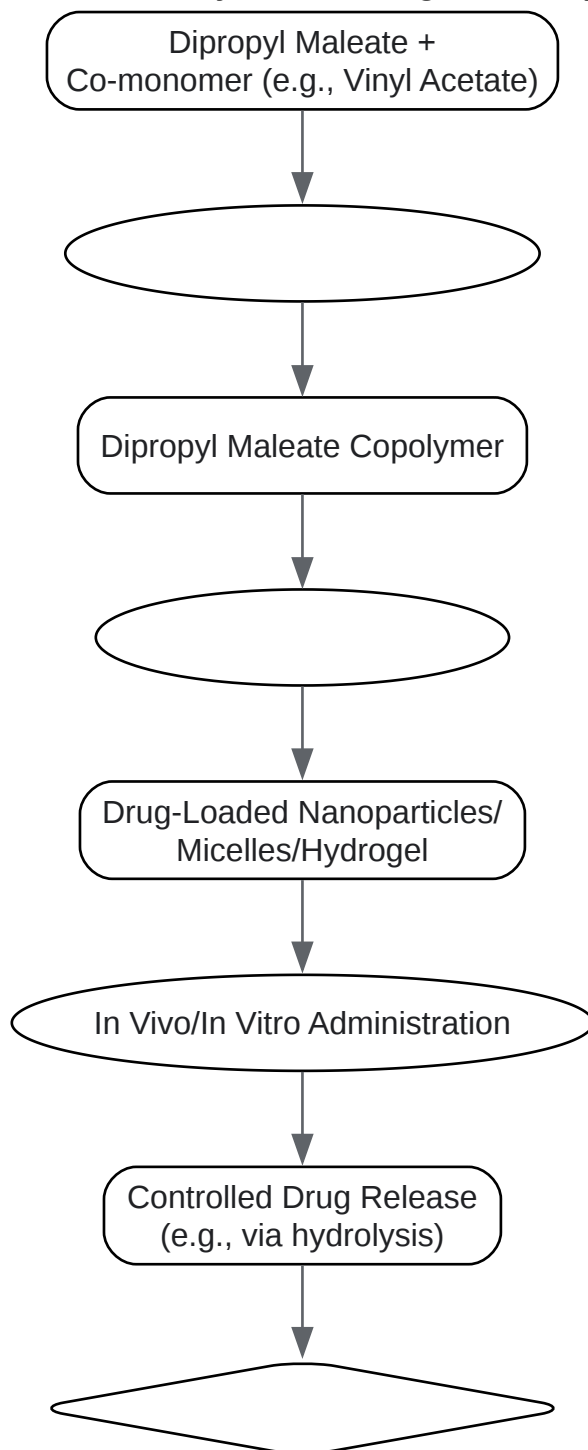 Dipropyl Maleate +
Co-monomer (e.g., Vinyl Acetate)
Dipropyl Maleate Copolymer
Drug-Loaded Nanoparticles/
Micelles/Hydrogel
In Vivo/In Vitro Administration
Controlled Drug Release
(e.g., via hydrolysis)